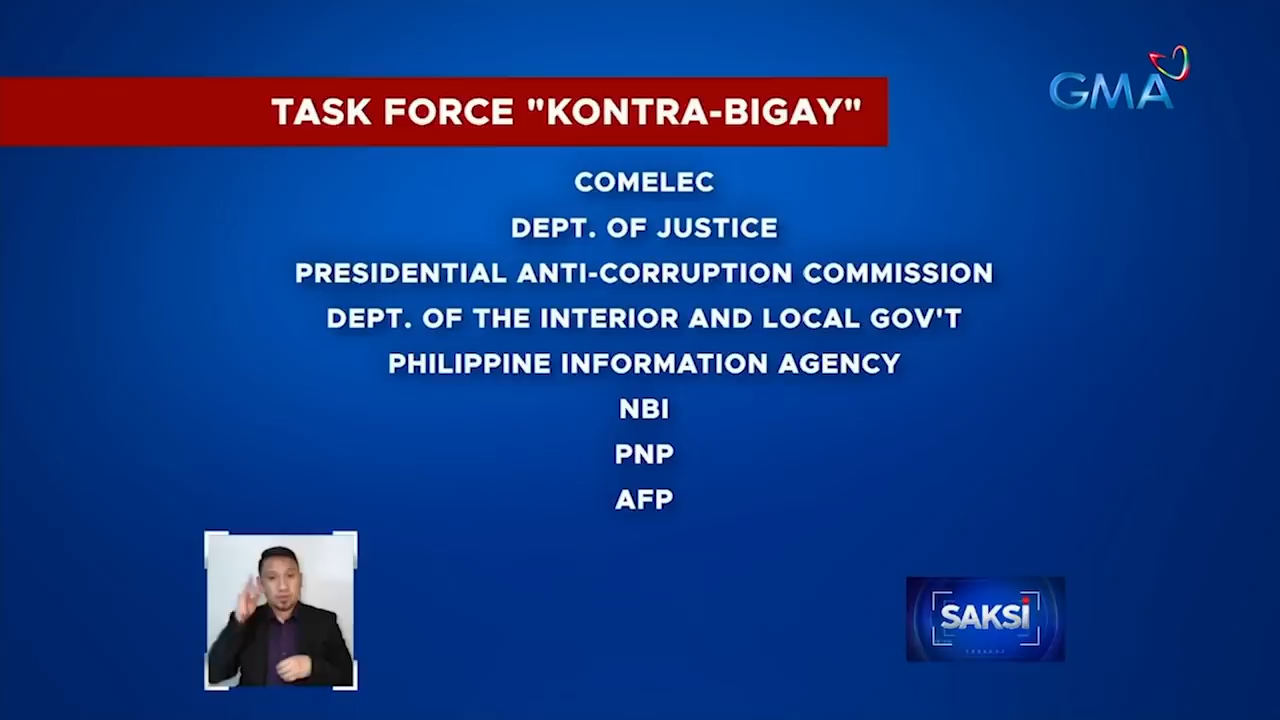 GMA
TASK FORCE "KONTRA-BIGAY"
COMELEC
DEPT. OF JUSTICE
PRESIDENTIAL ANTI-CORRUPTION COMMISSION
DEPT. OF THE INTERIOR AND LOCAL GOV'T
PHILIPPINE INFORMATION AGENCY
NBI
PNP
AFP
SAKSI